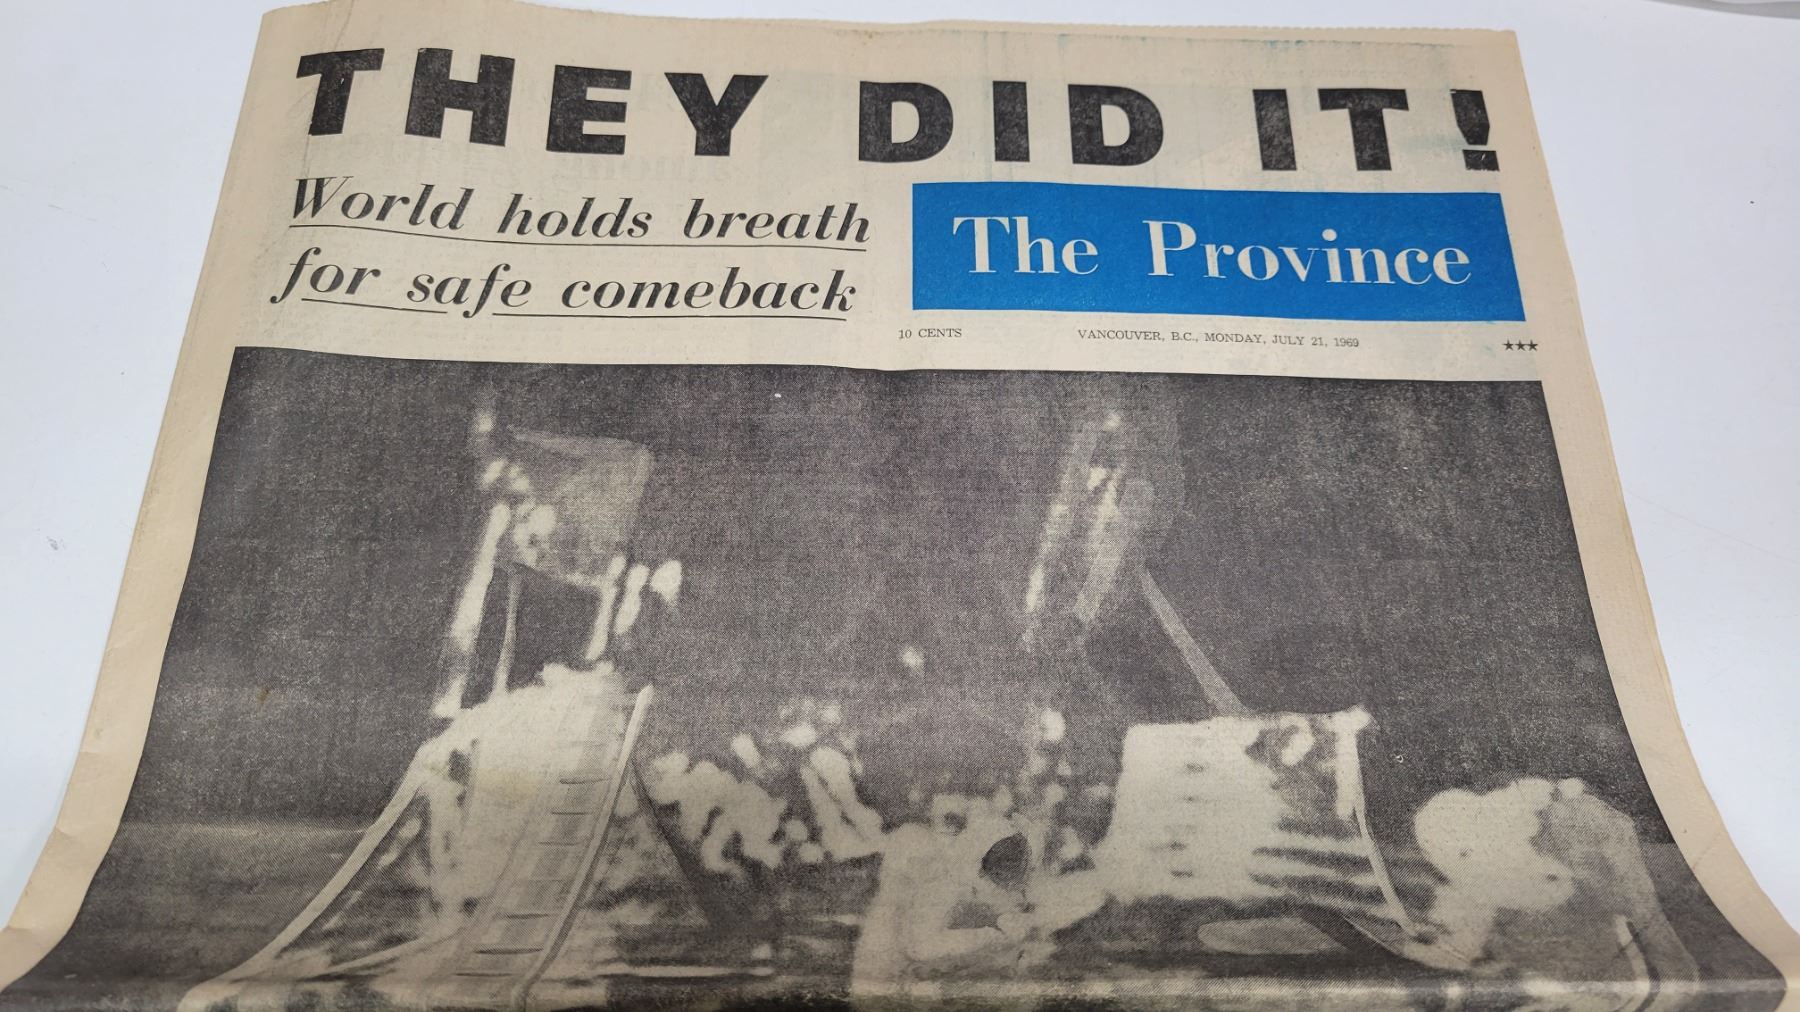 THEY DID IT!
World holds breath
for safe comeback
The Province
10 CENTS VANCOUVER, B.C., MONDAY, JULY 21, 1969 ★★★